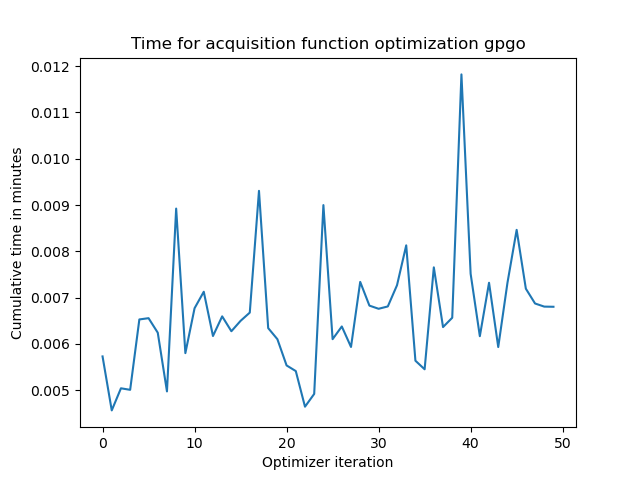 Time for acquisition function optimization gpgo
0.012
0.011
0.010
0.009
0.008
0.007
0.006
0.005
Cumulative time in minutes
0 10 20 30 40 50
Optimizer iteration